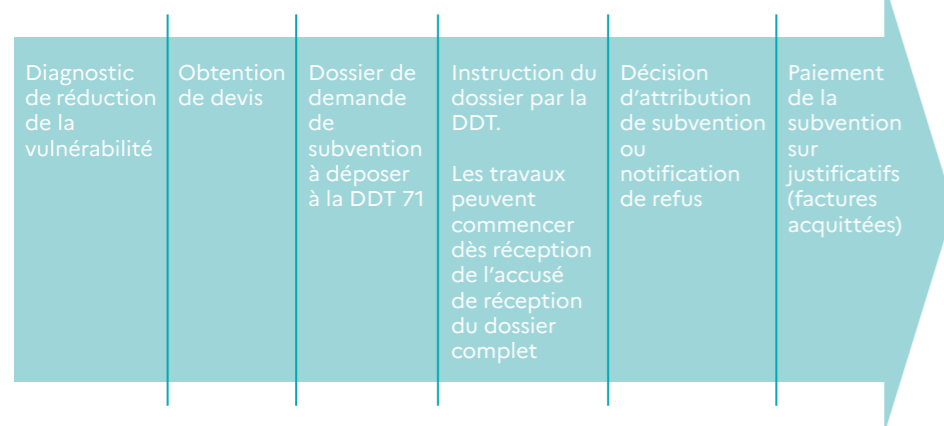 Diagnostic
de réduction
de la
vulnérabilité
Obtention
de devis
Dossier de
demande
de
subvention
à déposer
à la DDT 71
Instruction du
dossier par la
DDT.
Les travaux
peuvent
commencer
dès réception
de l'accusé
de réception
du dossier
complet
Décision
d'attribution
de subvention
ou
notification
de refus
Paiement
de la
subvention
sur
justificatifs
(factures
acquittées)